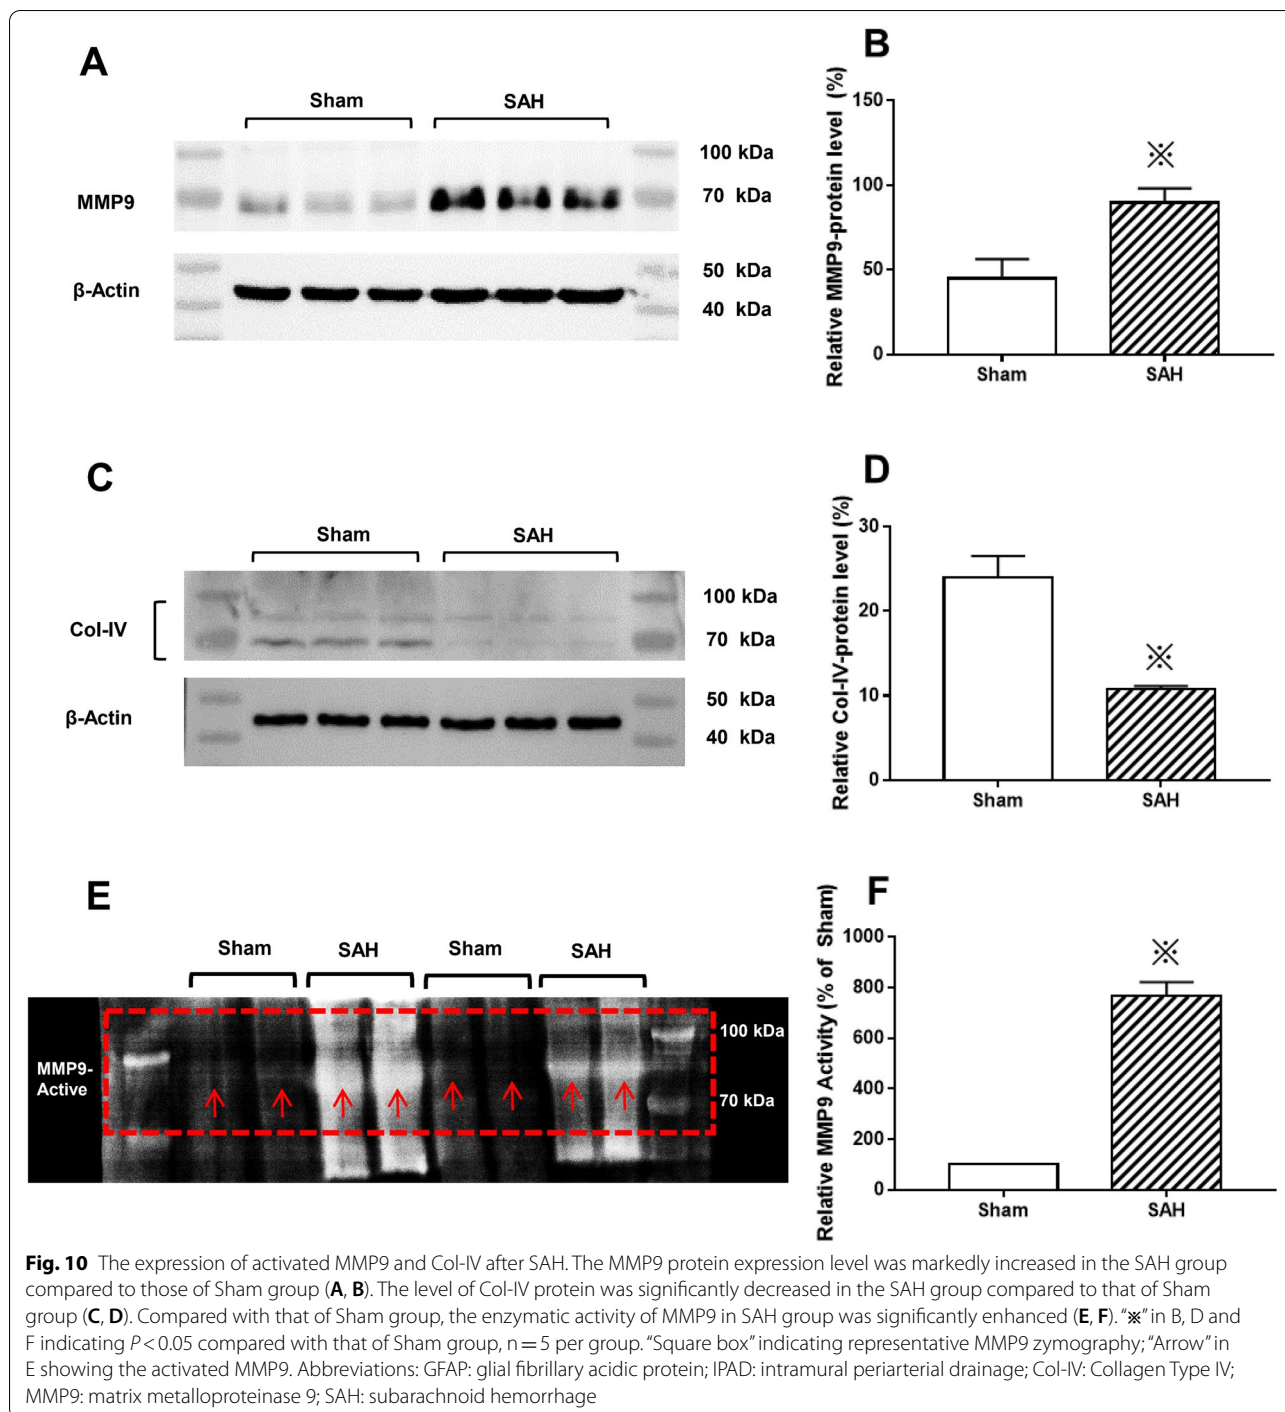 A
Sham SAH
100 kDa
MMP9
70 kDa
β-Actin
50 kDa
40 kDa
B
Relative MMP9-protein level (%)
150
100
50
0
※
Sham SAH
C
Sham SAH
100 kDa
Col-IV
70 kDa
β-Actin
50 kDa
40 kDa
D
Relative Col-IV-protein level (%)
30
20
10
0
※
Sham SAH
E
Sham SAH Sham SAH
100 kDa
MMP9-
Active
70 kDa
F
Relative MMP9 Activity (% of Sham)
1000
800
600
400
200
0
※
Sham SAH
Fig. 10 The expression of activated MMP9 and Col-IV after SAH. The MMP9 protein expression level was markedly increased in the SAH group
compared to those of Sham group (A, B). The level of Col-IV protein was significantly decreased in the SAH group compared to that of Sham
group (C, D). Compared with that of Sham group, the enzymatic activity of MMP9 in SAH group was significantly enhanced (E, F). “※” in B, D and
F indicating P < 0.05 compared with that of Sham group, n = 5 per group. “Square box” indicating representative MMP9 zymography; “Arrow” in
E showing the activated MMP9. Abbreviations: GFAP: glial fibrillary acidic protein; IPAD: intramural periarterial drainage; Col-IV: Collagen Type IV;
MMP9: matrix metalloproteinase 9; SAH: subarachnoid hemorrhage